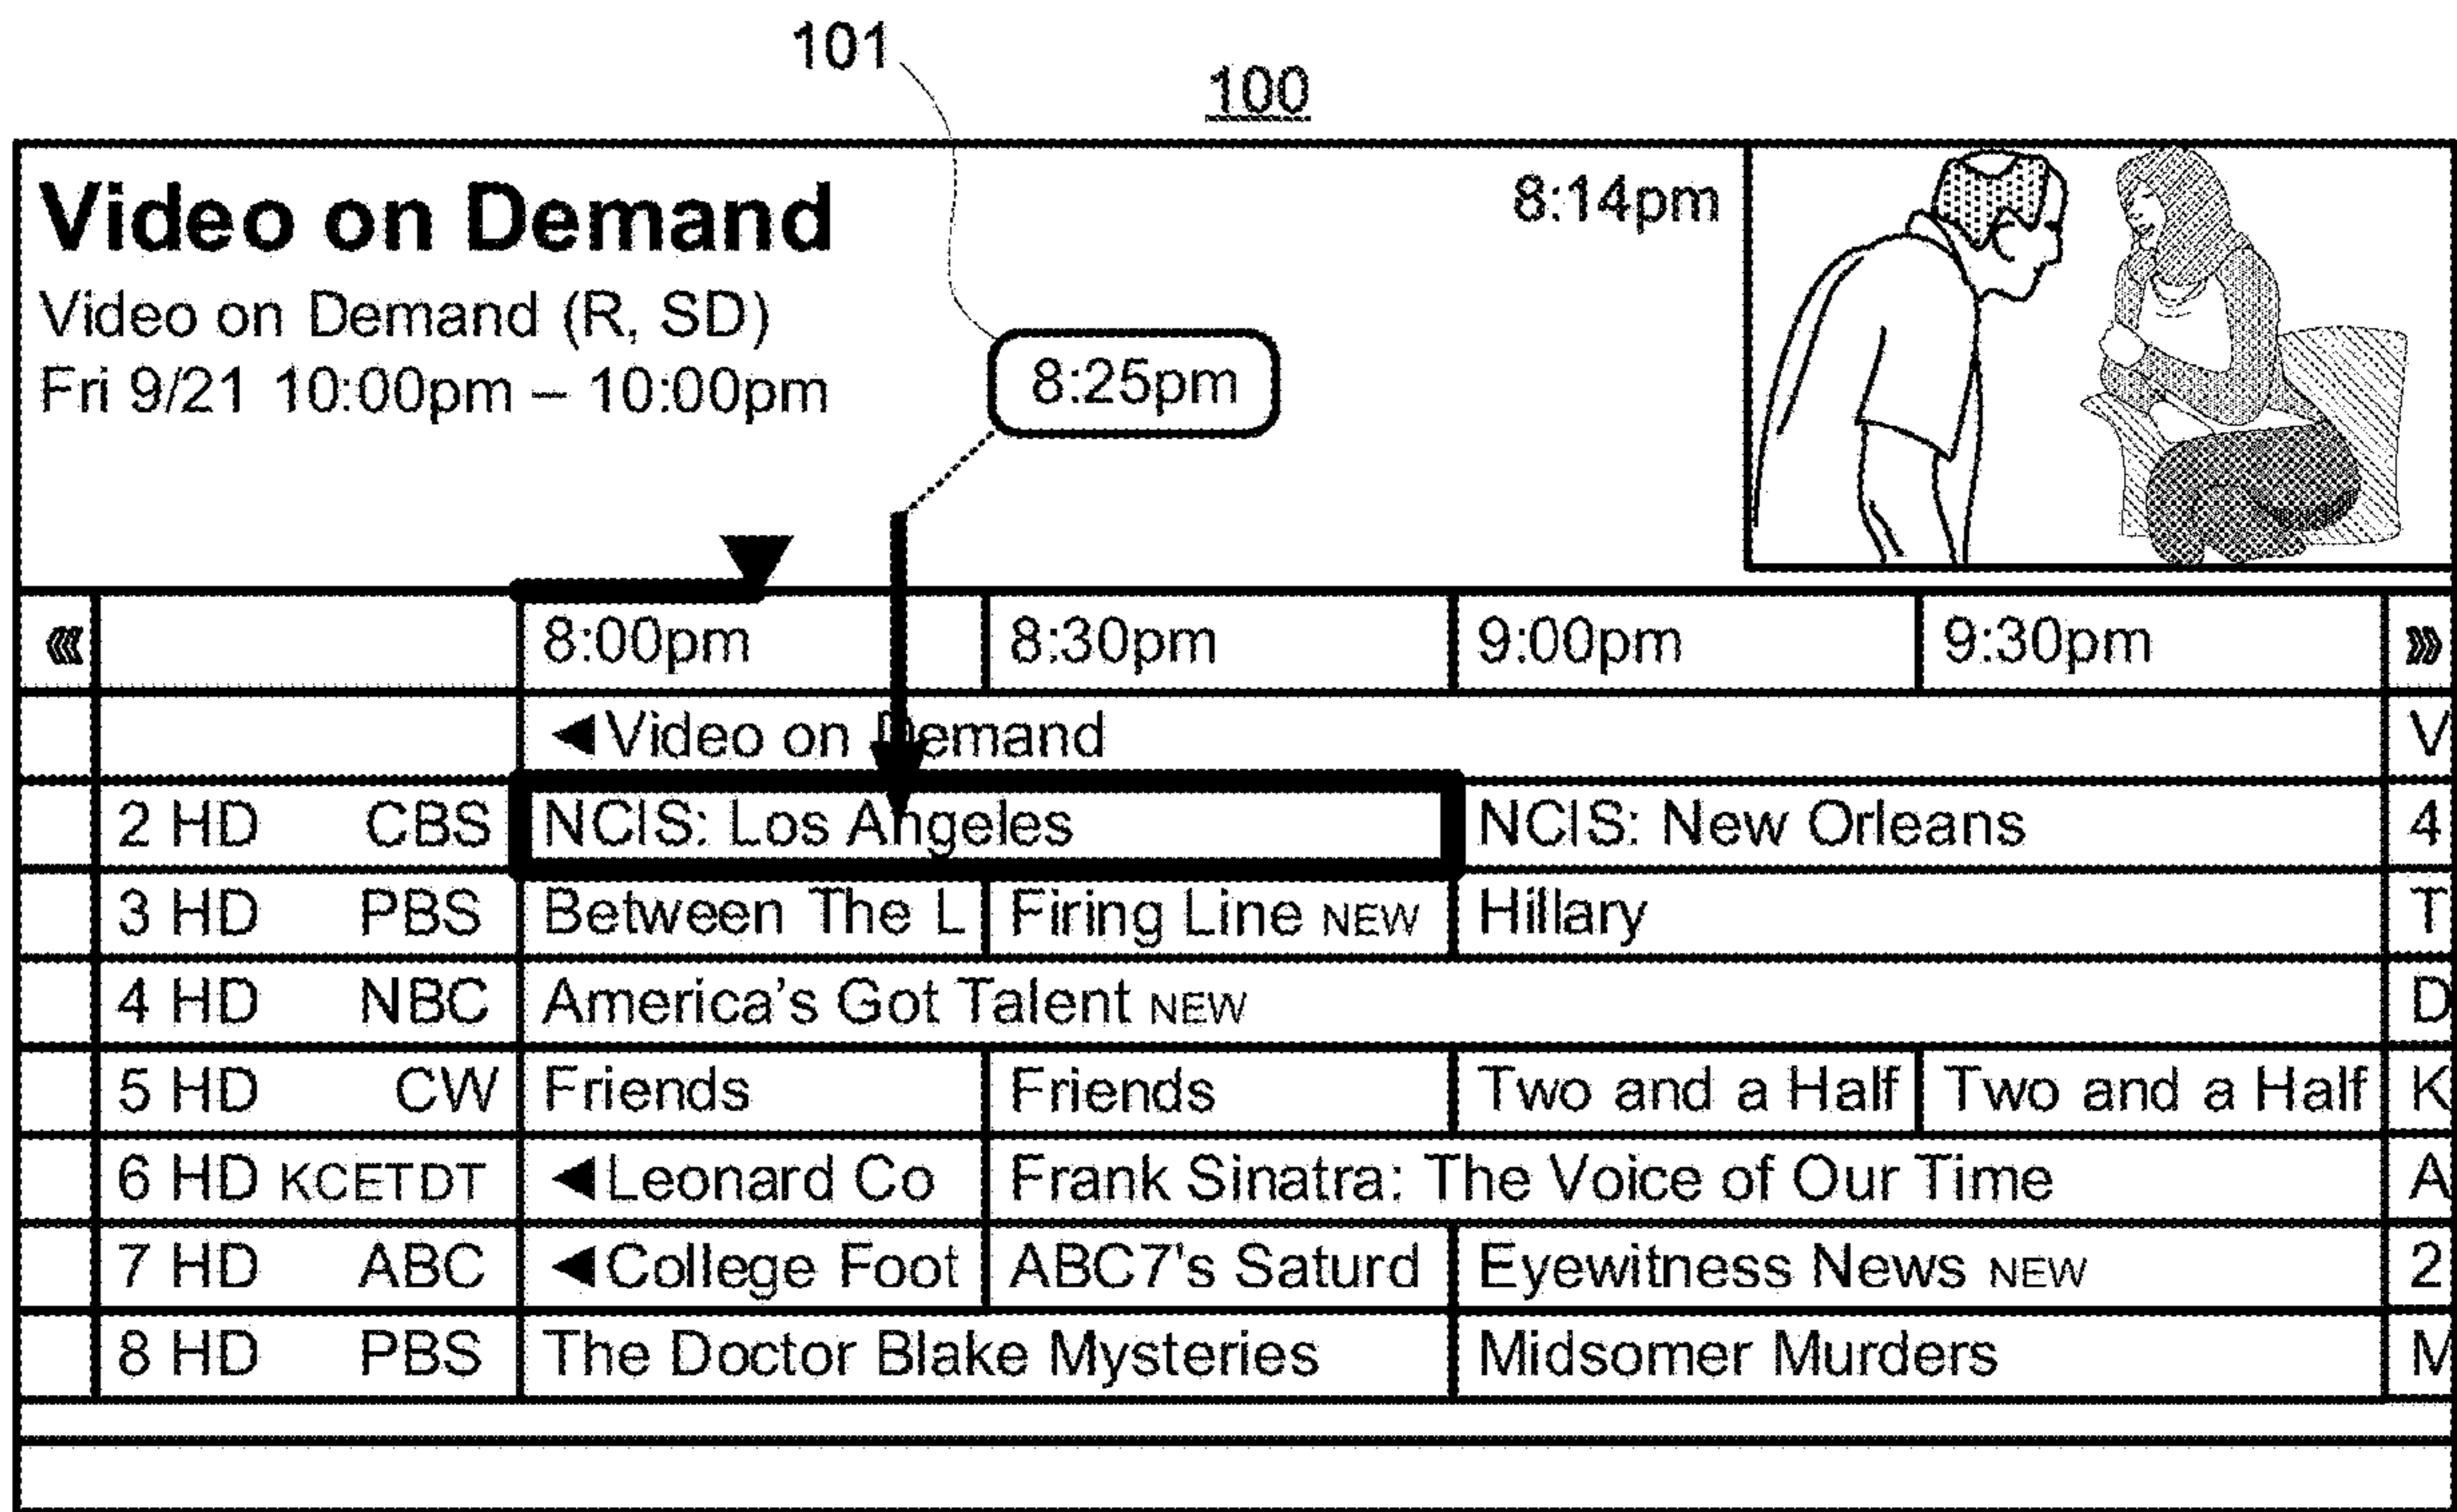 101
100
Video on Demand
8:14pm
Video on Demand (R, SD)
Fri 9/21 10:00pm – 10:00pm
8:25pm
8:00pm 8:30pm 9:00pm 9:30pm
Video on Demand V
2 HD CBS NCIS: Los Angeles NCIS: New Orleans 4
3 HD PBS Between The L Firing Line NEW Hillary T
4 HD NBC America's Got Talent NEW D
5 HD CW Friends Friends Two and a Half Two and a Half K
6 HD KCETDT Leonard Co Frank Sinatra: The Voice of Our Time A
7 HD ABC College Foot ABC7's Saturd Eyewitness News NEW 2
8 HD PBS The Doctor Blake Mysteries Midsomer Murders M